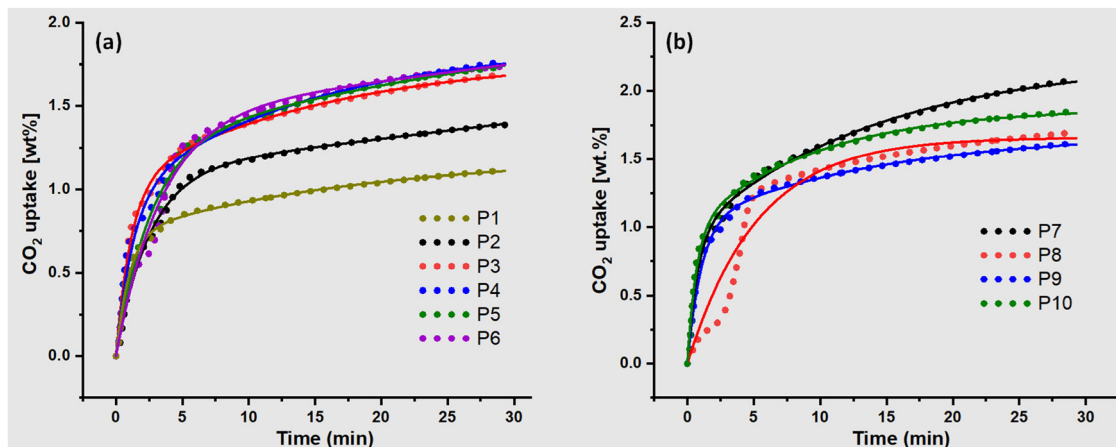 (a)
CO2 uptake [wt%]
2.0
1.5
1.0
0.5
0.0
P1
P2
P3
P4
P5
P6
0 5 10 15 20 25 30
Time (min)
(b)
CO2 uptake [wt.%]
2.5
2.0
1.5
1.0
0.5
0.0
P7
P8
P9
P10
0 5 10 15 20 25 30
Time (min)